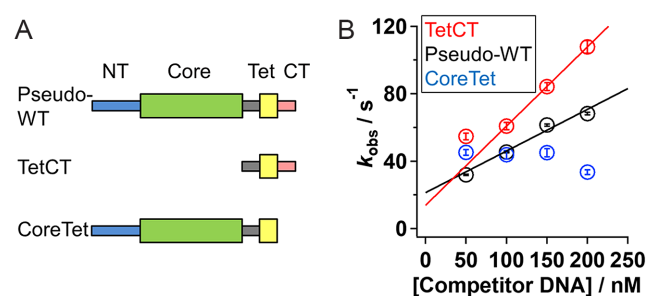 A
NT Core Tet CT
Pseudo-
WT
TetCT
CoreTet
B
TetCT
Pseudo-WT
CoreTet
120
80
40
0
kobs / s-1
0 50 100 150 200 250
[Competitor DNA] / nM